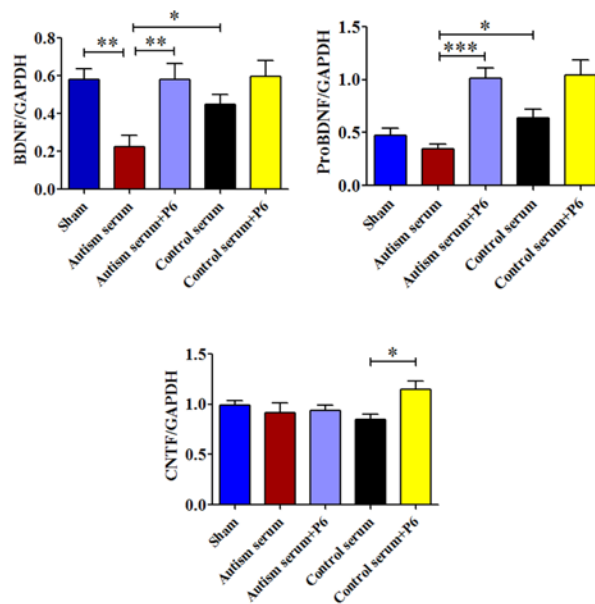 *
** **
0.8
0.6
0.4
0.2
0.0
BDNF/GAPDH
Sham
Autism serum
Autism serum+P6
Control serum
Control serum+P6
*
***
1.5
1.0
0.5
0.0
ProBDNF/GAPDH
Sham
Autism serum
Autism serum+P6
Control serum
Control serum+P6
*
1.5
1.0
0.5
0.0
CNTF/GAPDH
Sham
Autism serum
Autism serum+P6
Control serum
Control serum+P6